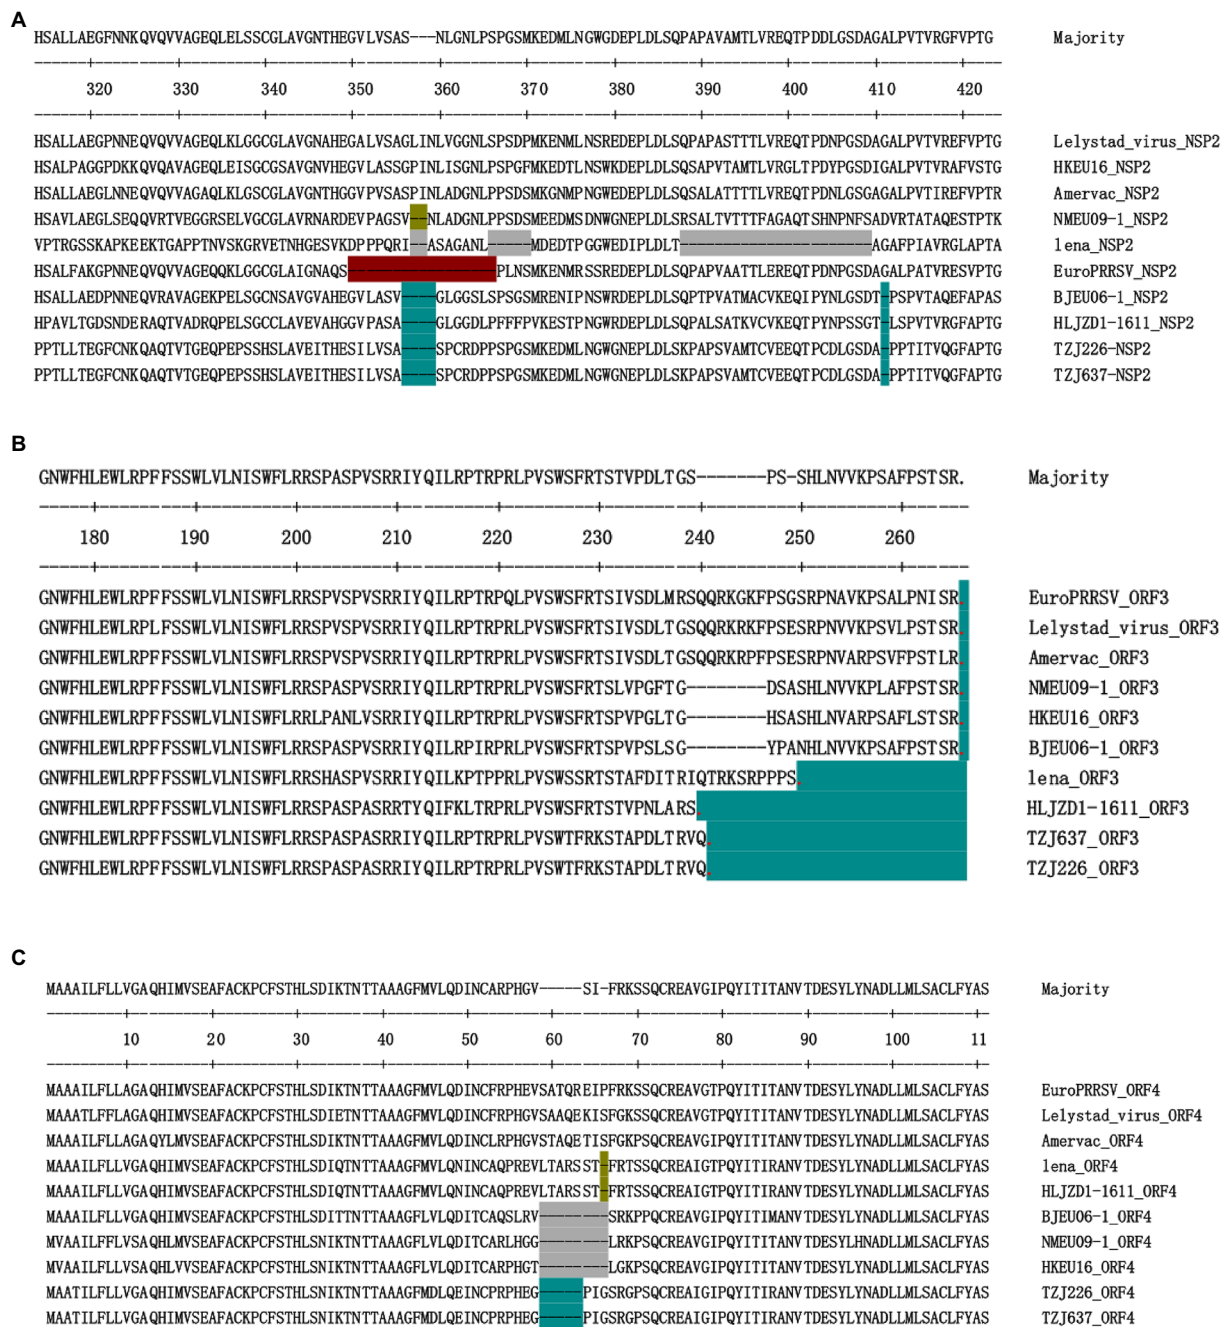 A
HSALLAEGFNNKQVQVVAGEQLELSSCGLAVGNTHEGVLVSAS---NLGNLPSPGSMKEDMLNGWGDEPLDLSQPAPAVAMTLVREQTPDDLGSDAGALPVTVRGFVPTG Majority
320 330 340 350 360 370 380 390 400 410 420
HSALLAEGPNNEQVQVVAGEQLKLGGCGLAVGNAHEGALVSAGLINLVGGNLSPSDPMKENMLNSREDEPLDLSQPAPASTTTLVREQTPDNPGSDAGALPVTVREFVPTG Lelystad_virus_NSP2
HSALPAGGPDKKQVQAVAGEQLEISGCGSAVGNVHEGVLASSGPINLISGNLPSPGFMKEDTLNSWKDEPLDLSQSAPVTAMTLVRGLTPDYPGSDIGALPVTVRAFVSTG HKEU16_NSP2
HSALLAEGLNNEQVQVVAGAQLKLGSCGLAVGNTHGGVPVSASPINLADGNLPPSDSMKGNMPNGWEDEPLDLSQSALATTTTLVREQTPDNLGSGAGALPVTIREFVPTR Amervac_NSP2
HSAVLAEGLSEQQVRTVEGGRSELVGCGLAVRNARDEVPAGSV--NLADGNLPPSDSMEEDMSDNWGNEPLDLSRSALTVTTTFAGAQTSHNPNFSADVRTATAQESTPTK NMEU09-1_NSP2
VPTRGSSKAPKEEKTGAPPTNVSKGRVETNHGESVKDPPPQRI--ASAGANL-----MDEDTPGGWEDIPLDLT----------------------AGAFPIAVRGLAPTA lena_NSP2
HSALFAKGPNNEQVQVVAGEQQKLGGCGLAIGNAQS-----------------PLNSMKENMRSSREDEPLDLSQPAPVAATTLEREQTPDNPGSDAGALPATVRESVPTG EuroPRRSV_NSP2
HSALLAEDPNNEQVRAVAGEKPELSGCNSAVGVAHEGVLASV----GLGGSLSPSGSMRENIPNSWRAVEPLDLSQPTPVTAMACVKEQIPYNLGSDT-PSPVTAQEFAPAS BJEU06-1_NSP2
HPAVLTGDSNDERAQTVADRQPELSGCCLAVEVAHGGVPASA----GLGGDLPFFFPVKESTPNGWRDEPLDLSQPALSATKVCVKEQTPYNPSSGT-LSPVTVRGFAPTG HLJZD1-1611_NSP2
PPTLLTEGFCNKQAQTVTGEQPEPSSHSLAVEITHESILVSA----SPCRDPPSPGSMKEDMLNGWGNEPLDLSKPAPSVAMTCVEEQTPCDLGSDA-PPTITVQGFAPTG TZJ226-NSP2
PPTLLTEGFCNKQAQTVTGEQPEPSSHSLAVEITHESILVSA----SPCRDPPSPGSMKEDMLNGWGNEPLDLSKPAPSVAMTCVEEQTPCDLGSDA-PPTITVQGFAPTG TZJ637-NSP2
B
GNWFHLEWLRPFFSSWLVLNISWFLRRSPASPVSRRIYQILRPTRPRLPVSWSFRTSTVPDLTGS-------PS-SHLNVVKPSAFPSTSR. Majority
180 190 200 210 220 230 240 250 260
GNWFHLEWLRPFFSSWLVLNISWFLRRSPVSPVSRRIYQILRPTRPQLPVSWSFRTSIVSDLMRSQQRKGKFPSGSRPNAVKPSALPNISR. EuroPRRSV_ORF3
GNWFHLEWLRPLFSSWLVLNISWFLRRSPVSPVSRRIYQILRPTRPRLPVSWSFRTSIVSDLTGSQQRKRKFPSESRPNVVKPSVLPSTSR. Lelystad_virus_ORF3
GNWFHLEWLRPFFSSWLVLNISWFLRRSPVSPVSRRIYQILRPTRPRLPVSWSFRTSIVSDLTGSQQRKRPFPSESRPNVARPSVFPSTLR. Amervac_ORF3
GNWFHLEWLRPFFSSWLVLNISWFLRRSPASPVSRRIYQILRPTRPRLPVSWSFRTSLVPGFTG--------DSASHLNVVKPLAFPSTSR. NMEU09-1_ORF3
GNWFHLEWLRPFFSSWLVLNISWFLRRLPANLVSRRIYQILRPTRPRLPVSWSFRTSPVPGLTG--------HSASHLNVARPSAFLSTSR. HKEU16_ORF3
GNWFHLEWLRPFFSSWLVLNISWFLRRSPASPVSRRIYQILRPIRPRLPVSWSFRTSPVPSLSG--------YPANHLNVVKPSAFPSTSR. BJEU06-1_ORF3
GNWFHLEWLRPFFSSWLVLNISWFLRRSHASPVSRRIYQILKPTPPRLPVSWSSRTSTAFDITRIQTRKSRPPPS. lena_ORF3
GNWFHLEWLRPFFSSWLVLNISWFLRRSPASPASRRTYQIFKLTRPRLPVSWSFRTSTVPNLARS. HLJZD1-1611_ORF3
GNWFHLEWLRPFFSSWLVLNISWFLRRSPASPASRRIYQILRPTRPRLPVSWTFRKSTAPDLTRVQ. TZJ637_ORF3
GNWFHLEWLRPFFSSWLVLNISWFLRRSPASPASRRIYQILRPTRPRLPVSWTFRKSTAPDLTRVQ. TZJ226_ORF3
C
MAAAILFLLVGAQHIMVSEAFACKPCFSTHLSDIKTNTTAAAGFMVLQDINCARPHGV-----SI-FRKSSQCREAVGIPQYITITANVTDESYLYNADLLMLSACLFYAS Majority
10 20 30 40 50 60 70 80 90 100 11
MAAAILFLLAGAQHIMVSEAFACKPCFSTHLSDIKTNTTAAAGFMVLQDINCFRPHEVSATQREIPFRKSSQCREAVGTPQYITITANVTDESYLYNADLLMLSACLFYAS EuroPRRSV_ORF4
MAAATLFFLAGAQHIMVSEAFACKPCFSTHLSDIETNTTAAAGFMVLQDINCFRPHGVSAAQEKISFGKSSQCREAVGTPQYITITANVTDESYLYNADLLMLSACLFYAS Lelystad_virus_ORF4
MAAAILFLLAGAQYLMVSEAFACKPCFSTHLSDIKTNTTAAAGFMVLQDINCLRPHGVSTAQETISFGKPSQCREAVGTPQYITITANVTDESYLYNADLLMLSACLFYAS Amervac_ORF4
MAAAILFLLVGAQHIMVSEAFACKPCFSTHLSDIQTNTTAAAGFMVLQNINCAQPREVLTARSST-FRTSSQCREAIGTPQYITIRANVTDESYLYNADLLMLSACLFYAS lena_ORF4
MAAAILFLLVGAQHIMVSEAFACKPCFSTHLSDIQTNTTAAAGFMVLQNINCAQPREVLTARSST-FRTSSQCREAIGTPQYITIRANVTDESYLYNADLLMLSACLFYAS HLJZD1-1611_ORF4
MAAAILFLLVGAQHIMVSEAFACKPCFSTHLSDITTNTTAAAGFLVLQDITCAQSLRV--------SRKPPQCREAVGIPQYITIMANVTDESYLYNADLLMLSACLFYAS BJEU06-1_ORF4
MVAAILFFLVSAQHLMVSEAFACKPCFSTHLSNIKTNTTAAAGFLVLQDITCARLHGG--------LRKPSQCREAVGIPQYITITANVTDESYLHNADLLMLSACLFYAS NMEU09-1_ORF4
MVAAILFLLVSAQHLVVSEAFACKPCFSTHLSNIKTNTTAAAGFLVLQDITCARPHGT--------LGKPSQCREAVGIPQYITITANVTDESYLYNADLLMLSACLFYAS HKEU16_ORF4
MAATILFLLVGAQHIMVSEAFACKPCFSTHLSNIKTNTTAAAGFMDLQEINCPRPHEG-----PIGSRGPSQCREAVGIPQYITITANVTDESYLYNADLLMLSACLFYAS TZJ226_ORF4
MAATILFLLVGAQHIMVSEAFACKPCFSTHLSNIKTNTTAAAGFMDLQEINCPRPHEG-----PIGSRGPSQCREAVGIPQYITITANVTDESYLYNADLLMLSACLFYAS TZJ637_ORF4